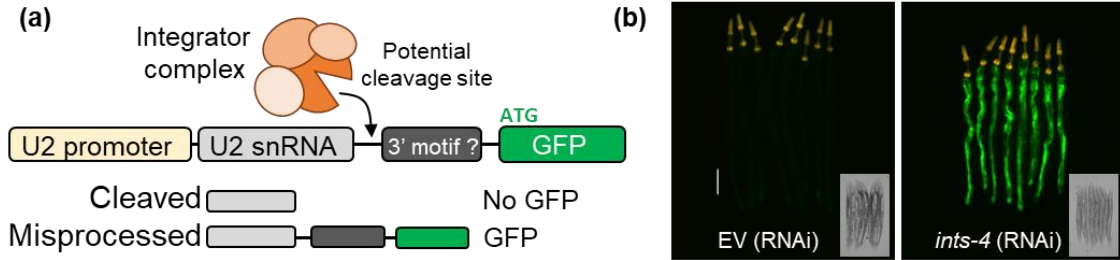 (a)
Integrator
complex
Potential
cleavage site
ATG
U2 promoter U2 snRNA 3' motif ? GFP
Cleaved No GFP
Misprocessed GFP
(b)
EV (RNAi)
ints-4 (RNAi)